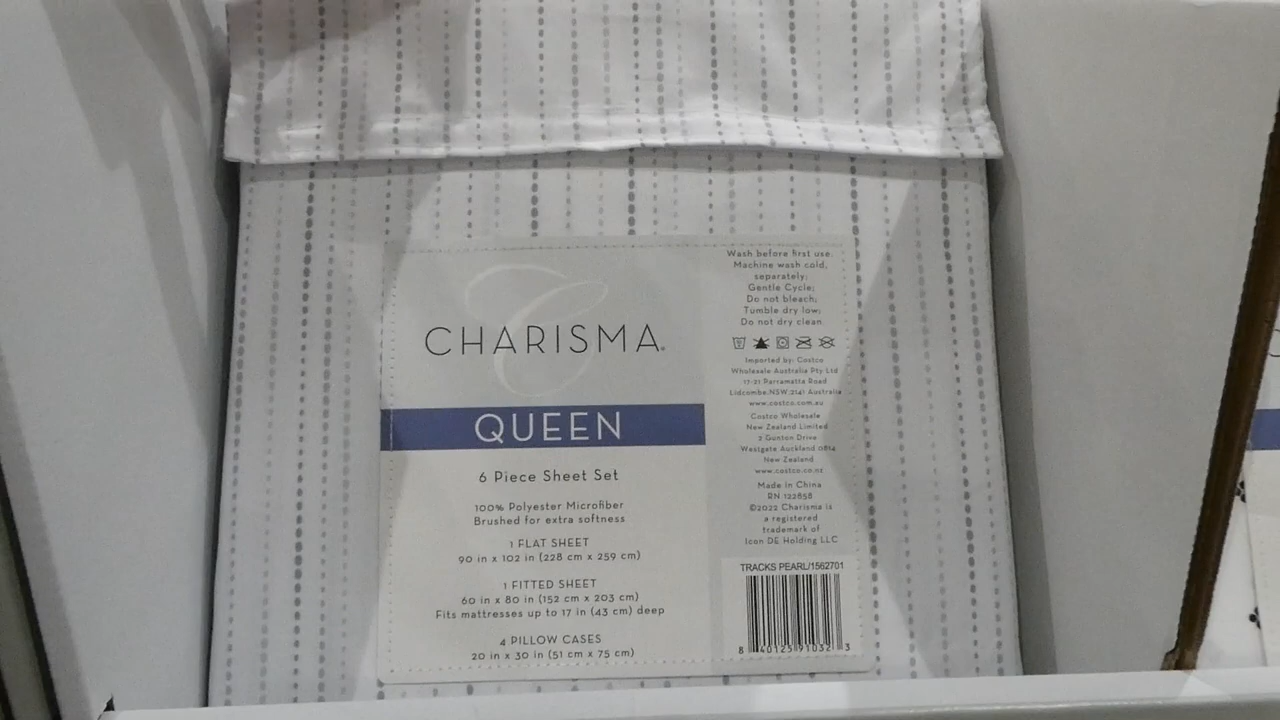 CHARISMA®
QUEEN
6 Piece Sheet Set
100% Polyester Microfiber
Brushed for extra softness
1 FLAT SHEET
90 in x 102 in (228 cm x 259 cm)
1 FITTED SHEET
60 in x 80 in (152 cm x 203 cm)
Fits mattresses up to 17 in (43 cm) deep
4 PILLOW CASES
20 in x 30 in (51 cm x 75 cm)
Wash before first use;
Machine wash cold,
separately;
Gentle Cycle;
Do not bleach;
Tumble dry low;
Do not dry clean.
Imported by: Costco
Wholesale Australia Pty Ltd
17-21 Parramatta Road
Lidcombe.NSW.2141 Australia
www.costco.com.au
Costco Wholesale
New Zealand Limited
2 Gunton Drive
Westgate Auckland 0814
New Zealand
www.costco.co.nz
Made in China
RN 122858
©2022 Charisma is
a registered
trademark of
Icon DE Holding LLC
TRACKS PEARL/1562701
8 40125 91032 3